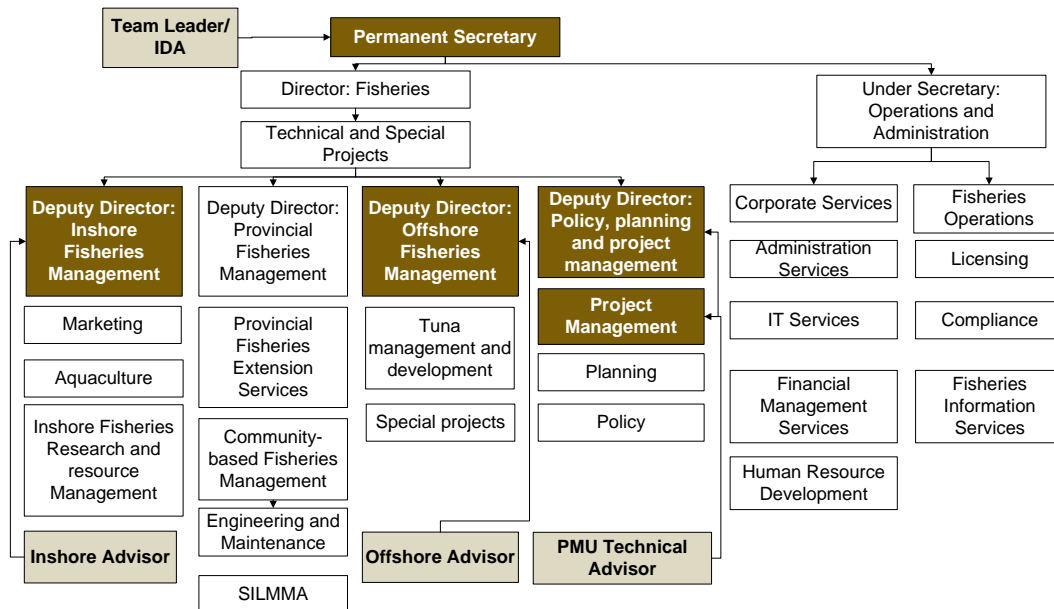 Team Leader/
IDA
Permanent Secretary
Director: Fisheries
Under Secretary:
Operations and
Administration
Technical and Special
Projects
Deputy Director:
Inshore
Fisheries
Management
Deputy Director:
Provincial
Fisheries
Management
Deputy Director:
Offshore
Fisheries
Management
Deputy Director:
Policy, planning
and project
management
Corporate Services
Fisheries
Operations
Administration
Services
Licensing
Marketing
Provincial
Fisheries
Extension
Services
Tuna
management and
development
Project
Management
IT Services
Compliance
Aquaculture
Planning
Inshore Fisheries
Research and
resource
Management
Community-
based Fisheries
Management
Special projects
Policy
Financial
Management
Services
Fisheries
Information
Services
Human Resource
Development
Engineering and
Maintenance
Inshore Advisor
Offshore Advisor
PMU Technical
Advisor
SILMMA